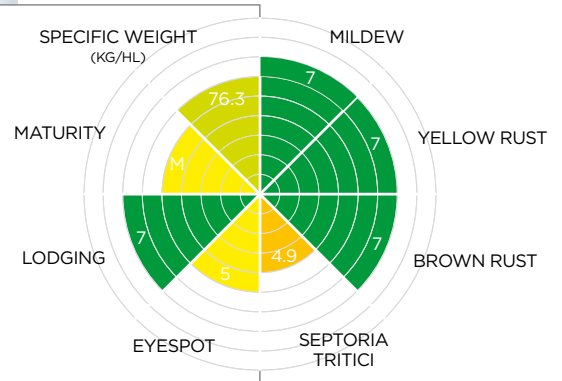 SPECIFIC WEIGHT
(KG/HL)
MILDEW
7
76.3
MATURITY
M
7
YELLOW RUST
LODGING
7
7
BROWN RUST
5
4.9
EYESPOT
SEPTORIA
TRITICI